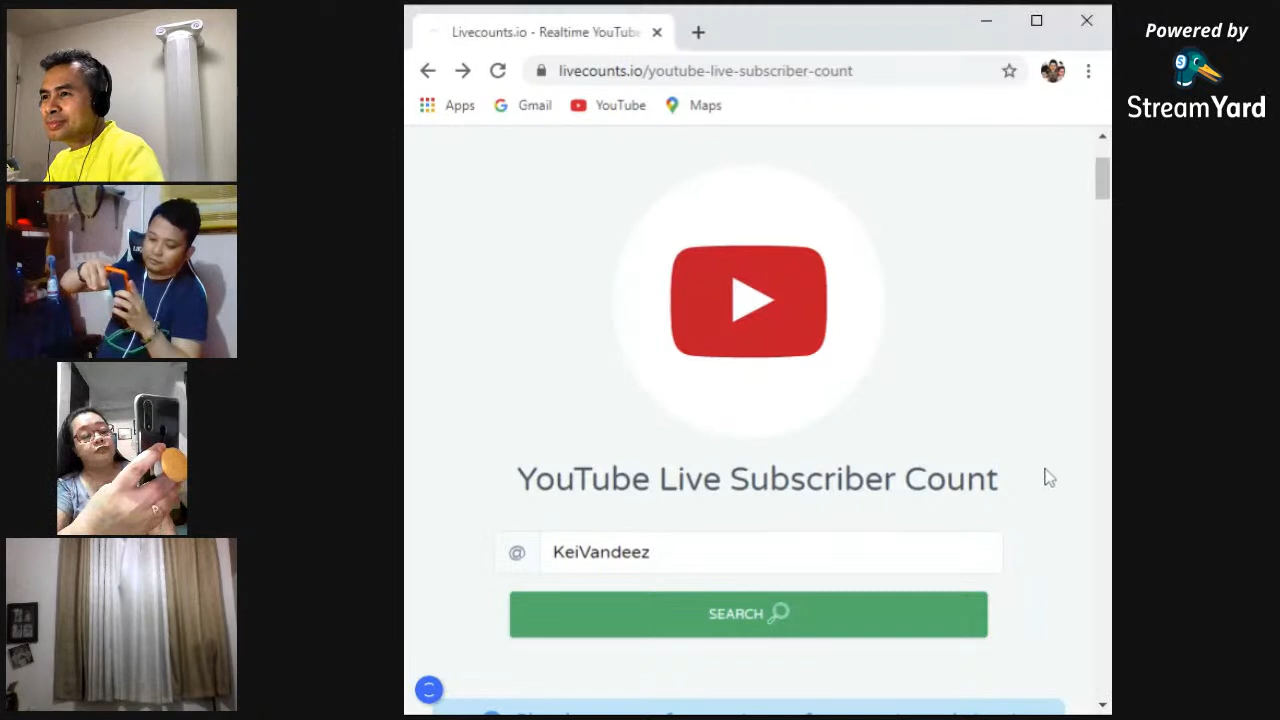 Livecounts.io - Realtime YouTube
livecounts.io/youtube-live-subscriber-count
Apps Gmail YouTube Maps
YouTube Live Subscriber Count
@ KeiVandeez
SEARCH
Powered by
StreamYard